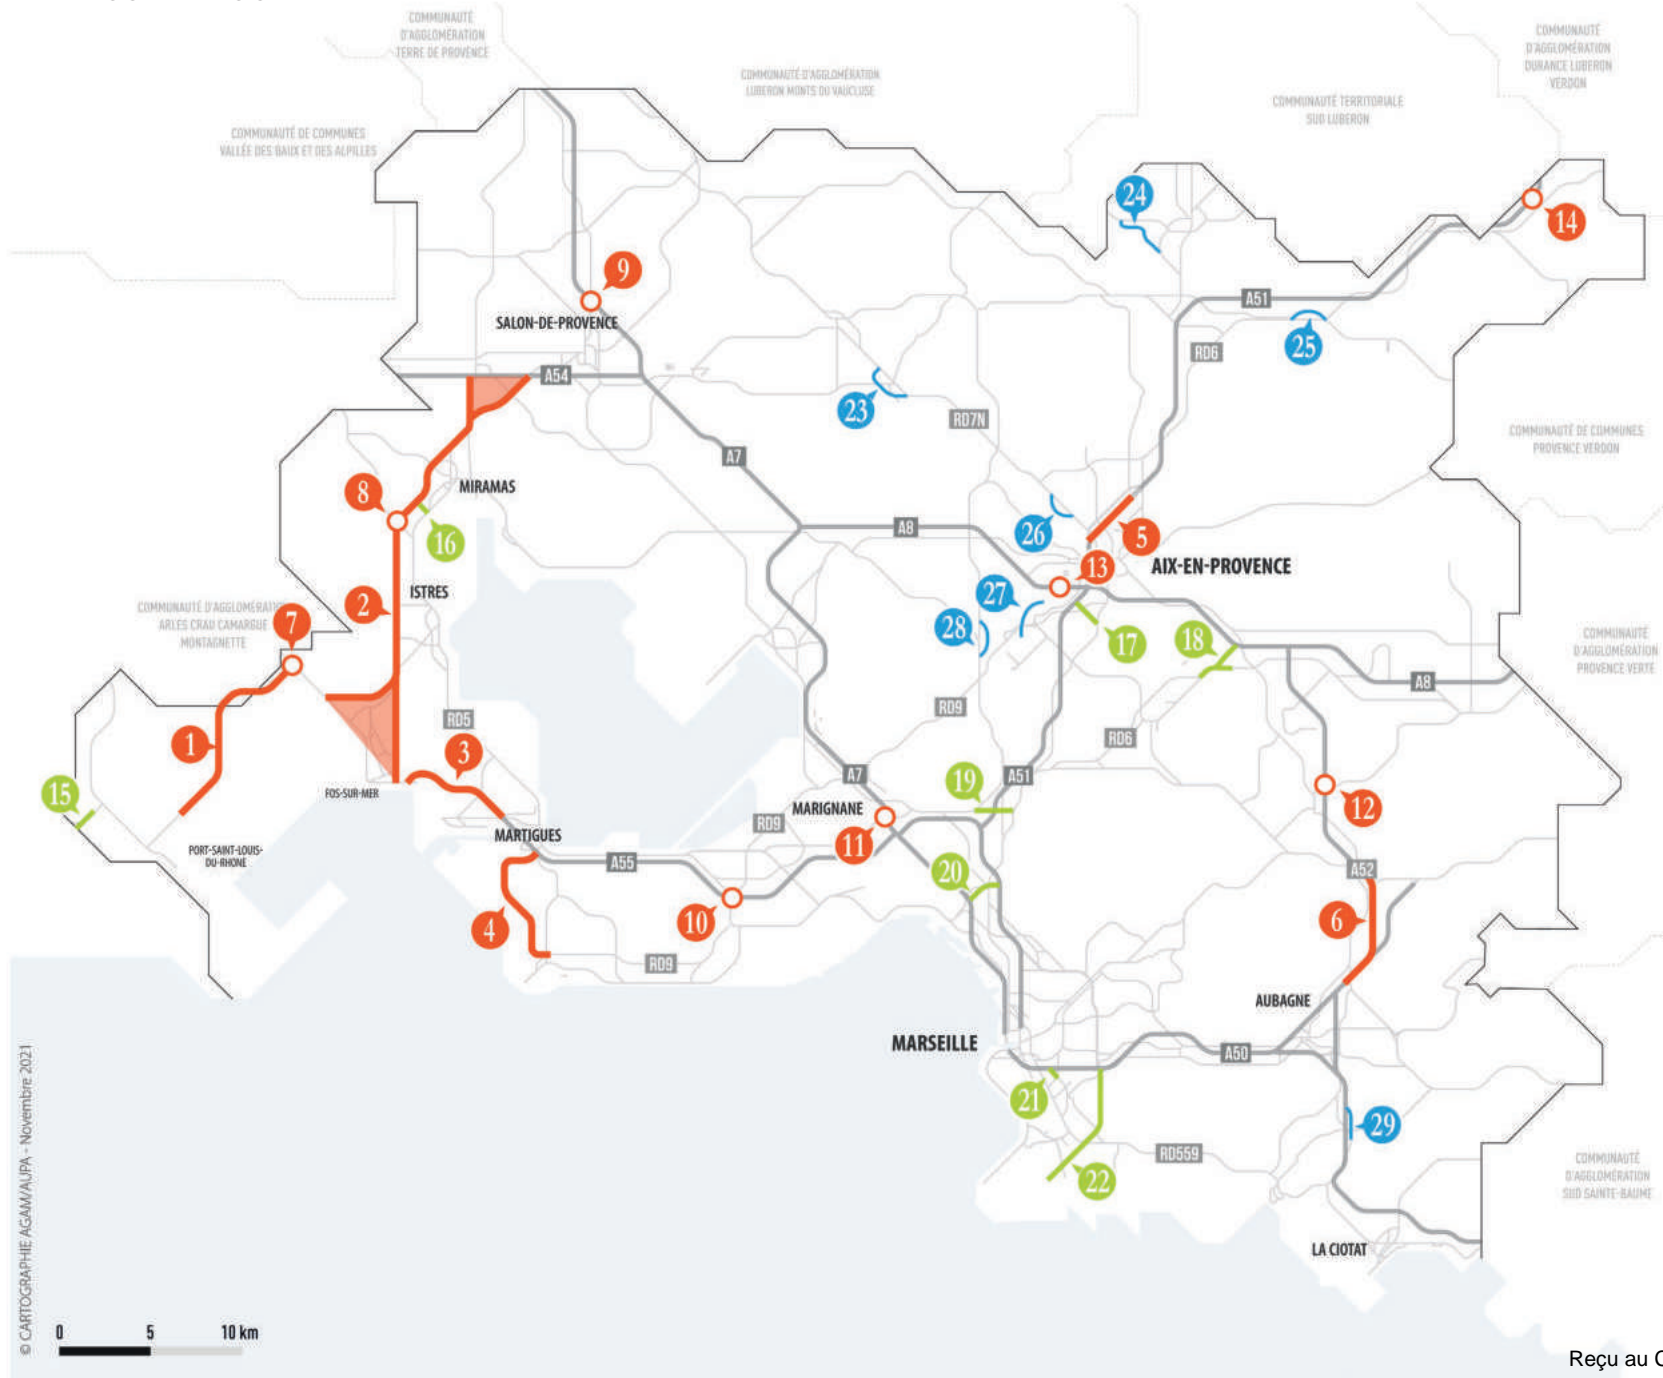 COMMUNAUTÉ
D'AGGLOMÉRATION
TERRE DE PROVENCE
COMMUNAUTÉ
D'AGGLOMÉRATION
DURANCE LUBERON
VERDON
COMMUNAUTÉ D'AGGLOMÉRATION
LUBERON MONTS DU VAUCLUSE
COMMUNAUTÉ TERRITORIALE
SUD LUBERON
COMMUNAUTÉ DE COMMUNES
VALLÉE DES BAUX ET DES ALPILLES
24
14
9
SALON-DE-PROVENCE
A51
25
RD6
A54
23
RD7N
COMMUNAUTÉ DE COMMUNES
PROVENCE VERDON
A7
8
MIRAMAS
16
A8
26
5
13
AIX-EN-PROVENCE
2
ISTRES
27
COMMUNAUTÉ D'AGGLOMÉRATION
ARLES CRAU CAMARGUE
MONTAGNETTE
7
28
17
18
COMMUNAUTÉ
D'AGGLOMÉRATION
PROVENCE VERTE
A8
RD9
RD5
1
3
RD6
A7
A51
19
15
FOS-SUR-MER
12
MARIGNANE
RD9
MARTIGUES
11
PORT-SAINT-LOUIS-
DU-RHONE
A55
A52
20
10
4
6
RD9
AUBAGNE
MARSEILLE
A50
21
29
RD559
22
COMMUNAUTÉ
D'AGGLOMÉRATION
SUD SAINTE-BAUME
LA CIOTAT
© CARTOGRAPHIE AGAM/AUPA - Novembre 2021
0 5 10 km
Reçu au C